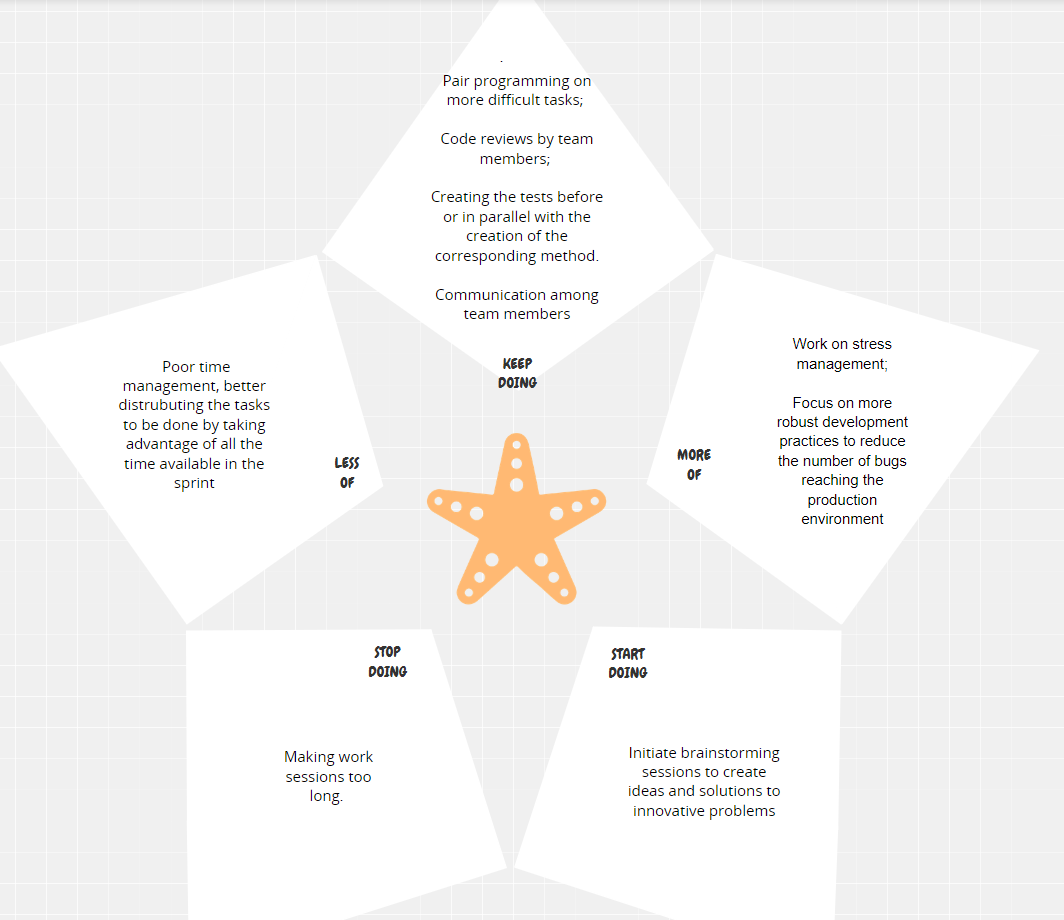 .
Pair programming on
more difficult tasks;
Code reviews by team
members;
Creating the tests before
or in parallel with the
creation of the
corresponding method.
Communication among
team members
KEEP
DOING
Poor time
management, better
distrubuting the tasks
to be done by taking
advantage of all the
time available in the
sprint
LESS
OF
MORE
OF
Work on stress
management;
Focus on more
robust development
practices to reduce
the number of bugs
reaching the
production
environment
STOP
DOING
Making work
sessions too
long.
START
DOING
Initiate brainstorming
sessions to create
ideas and solutions to
innovative problems